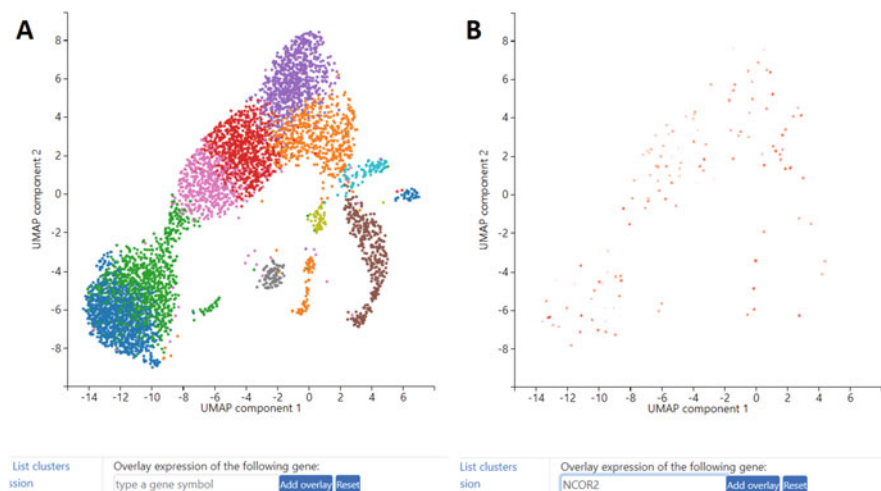 A
B
8
6
4
2
0
-2
-4
-6
-8
UMAP component 2
-14 -12 -10 -8 -6 -4 -2 0 2 4 6
UMAP component 1
8
6
4
2
0
-2
-4
-6
-8
UMAP component 2
-14 -12 -10 -8 -6 -4 -2 0 2 4 6
UMAP component 1
List clusters
ssion
Overlay expression of the following gene:
type a gene symbol Add overlay Reset
List clusters
sion
Overlay expression of the following gene:
NCOR2 Add overlay Reset